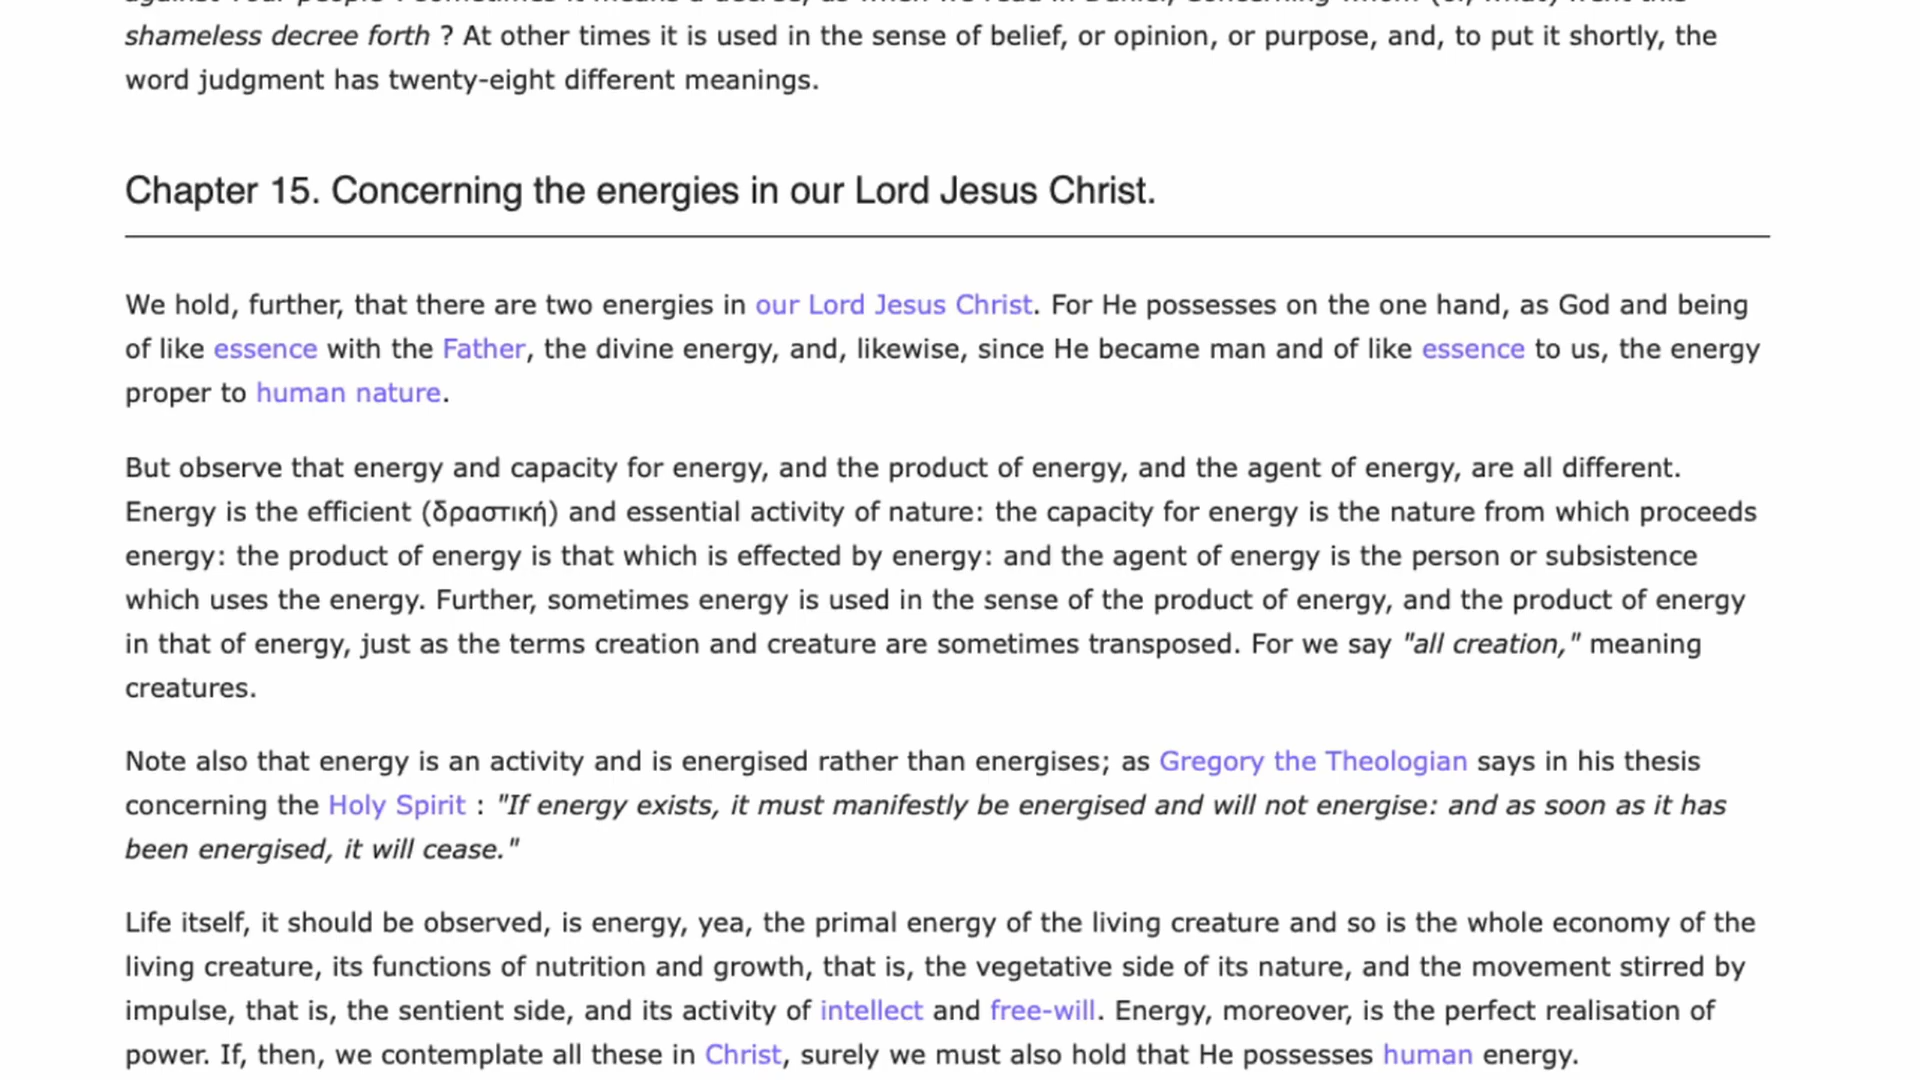 shameless decree forth ? At other times it is used in the sense of belief, or opinion, or purpose, and, to put it shortly, the
word judgment has twenty-eight different meanings.
Chapter 15. Concerning the energies in our Lord Jesus Christ.
We hold, further, that there are two energies in our Lord Jesus Christ. For He possesses on the one hand, as God and being
of like essence with the Father, the divine energy, and, likewise, since He became man and of like essence to us, the energy
proper to human nature.
But observe that energy and capacity for energy, and the product of energy, and the agent of energy, are all different.
Energy is the efficient (δραστική) and essential activity of nature: the capacity for energy is the nature from which proceeds
energy: the product of energy is that which is effected by energy: and the agent of energy is the person or subsistence
which uses the energy. Further, sometimes energy is used in the sense of the product of energy, and the product of energy
in that of energy, just as the terms creation and creature are sometimes transposed. For we say "all creation," meaning
creatures.
Note also that energy is an activity and is energised rather than energises; as Gregory the Theologian says in his thesis
concerning the Holy Spirit : "If energy exists, it must manifestly be energised and will not energise: and as soon as it has
been energised, it will cease."
Life itself, it should be observed, is energy, yea, the primal energy of the living creature and so is the whole economy of the
living creature, its functions of nutrition and growth, that is, the vegetative side of its nature, and the movement stirred by
impulse, that is, the sentient side, and its activity of intellect and free-will. Energy, moreover, is the perfect realisation of
power. If, then, we contemplate all these in Christ, surely we must also hold that He possesses human energy.